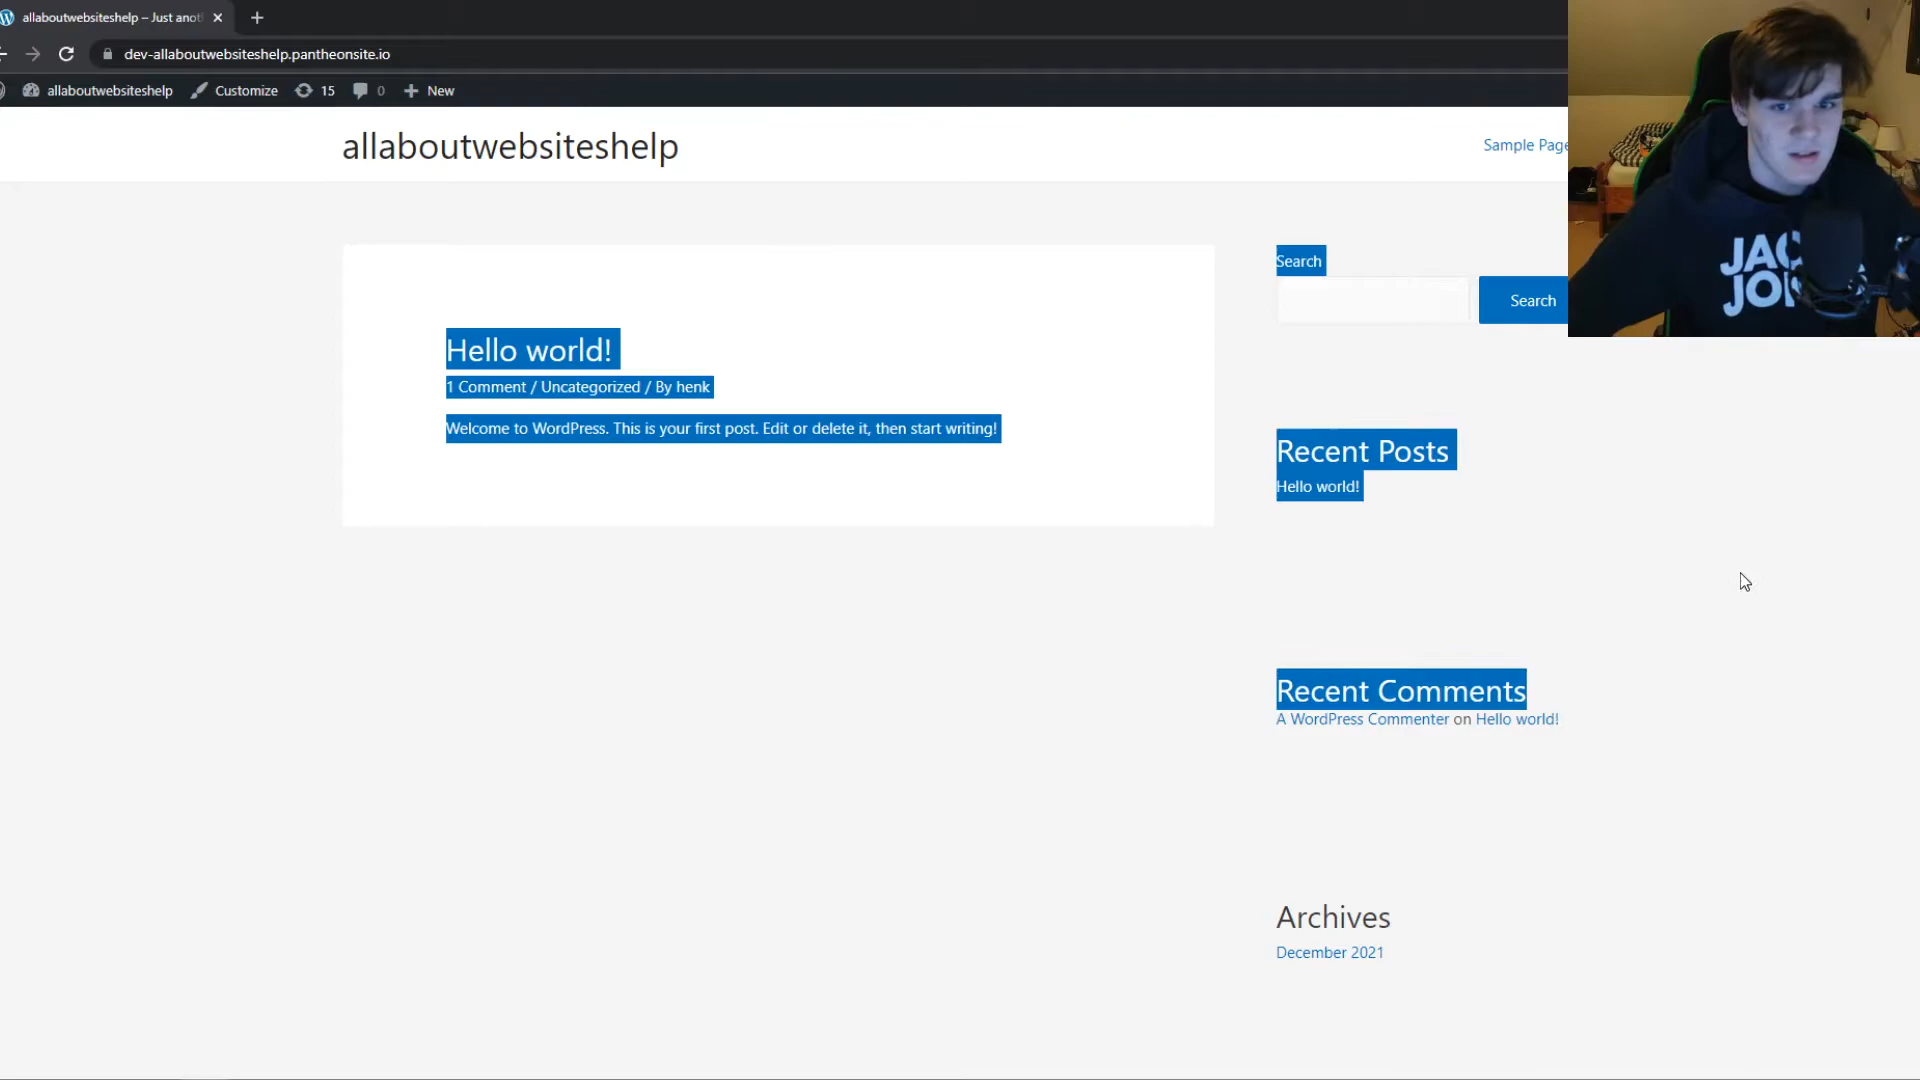 allaboutwebsiteshelp – Just anot
dev-allaboutwebsiteshelp.pantheonsite.io
allaboutwebsiteshelp Customize 15 0 New
allaboutwebsiteshelp
Sample Page
Hello world!
1 Comment / Uncategorized / By henk
Welcome to WordPress. This is your first post. Edit or delete it, then start writing!
Search
Search
Recent Posts
Hello world!
Recent Comments
A WordPress Commenter on Hello world!
Archives
December 2021
JAC
JO